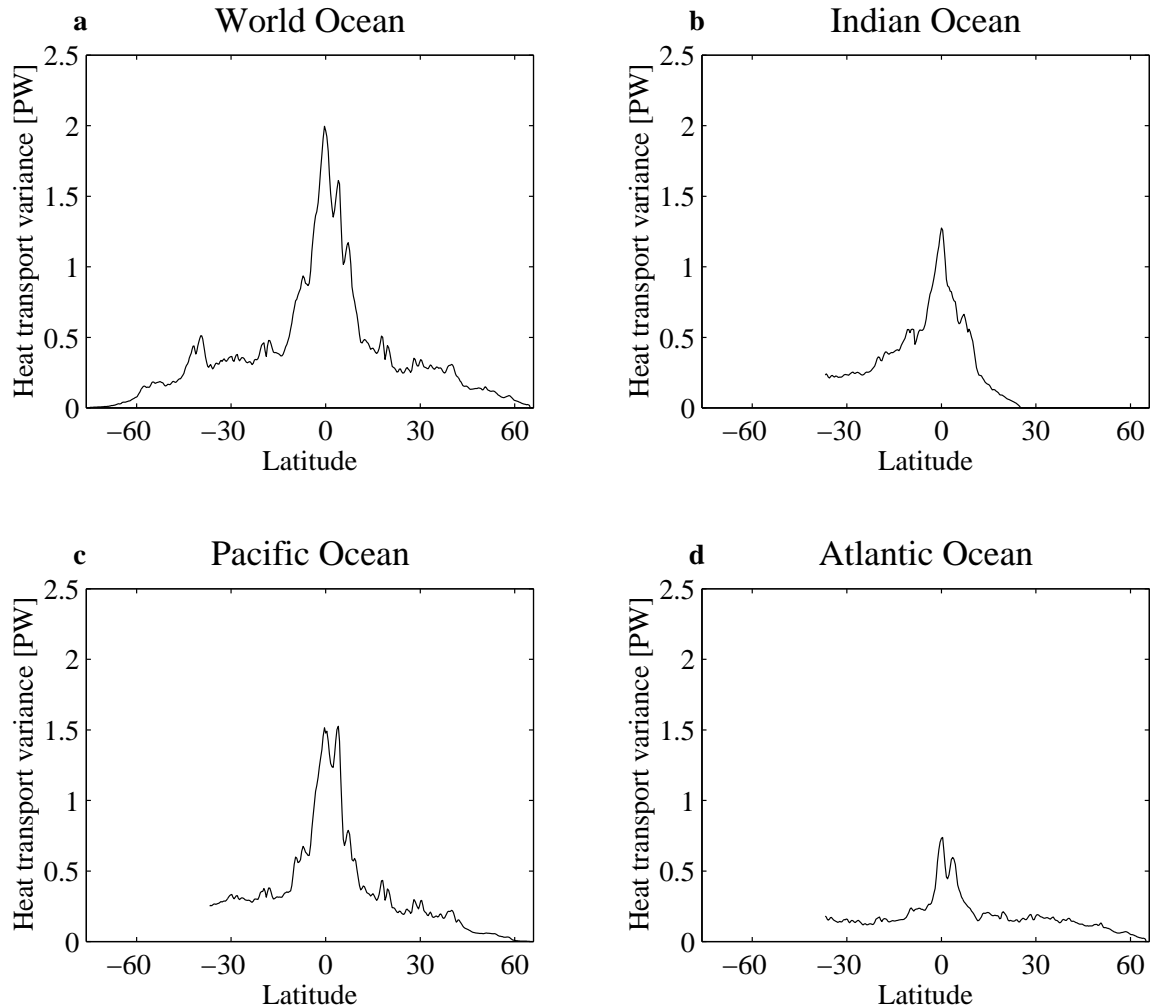 a World Ocean
Heat transport variance [PW]
2.5
2
1.5
1
0.5
0
−60 −30 0 30 60
Latitude
b Indian Ocean
Heat transport variance [PW]
2.5
2
1.5
1
0.5
0
−60 −30 0 30 60
Latitude
c Pacific Ocean
Heat transport variance [PW]
2.5
2
1.5
1
0.5
0
−60 −30 0 30 60
Latitude
d Atlantic Ocean
Heat transport variance [PW]
2.5
2
1.5
1
0.5
0
−60 −30 0 30 60
Latitude